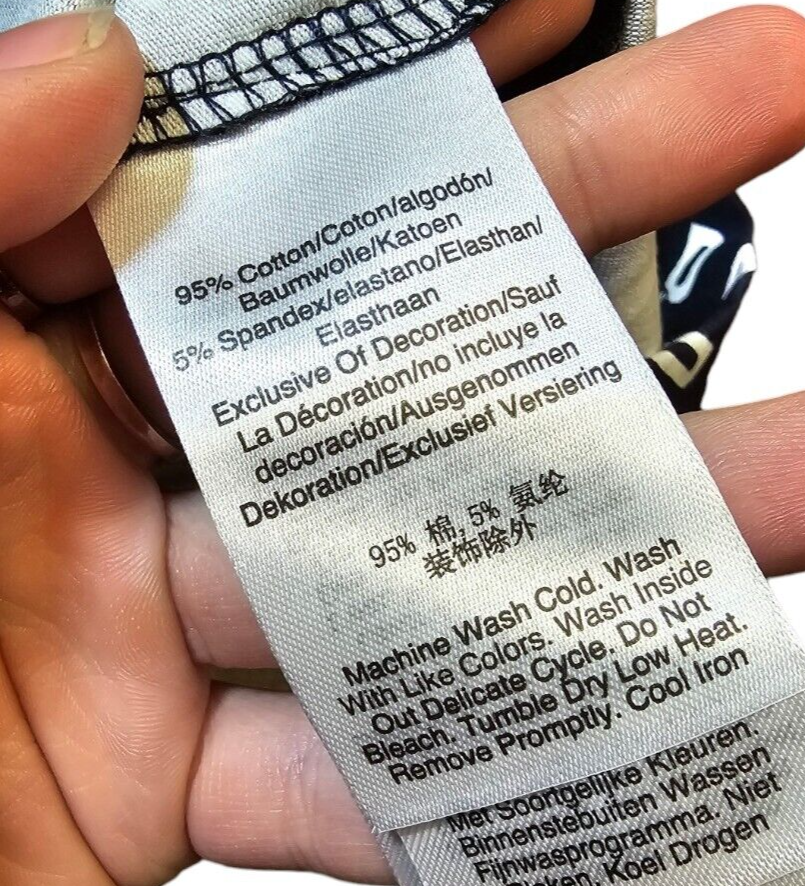 95% Cotton/Coton/algodón/
Baumwolle/Katoen
5% Spandex/elastano/Elasthan/
Elasthaan
Exclusive Of Decoration/Sauf
La Décoration/no incluye la
decoración/Ausgenommen
Dekoration/Exclusief Versiering
95% 棉, 5% 氨纶
装饰除外
Machine Wash Cold. Wash
With Like Colors. Wash Inside
Out Delicate Cycle. Do Not
Bleach. Tumble Dry Low Heat.
Remove Promptly. Cool Iron
Met Soortgelijke Kleuren.
Binnenstebuiten Wassen
Fijnwasprogramma. Niet
Bleken. Koel Drogen